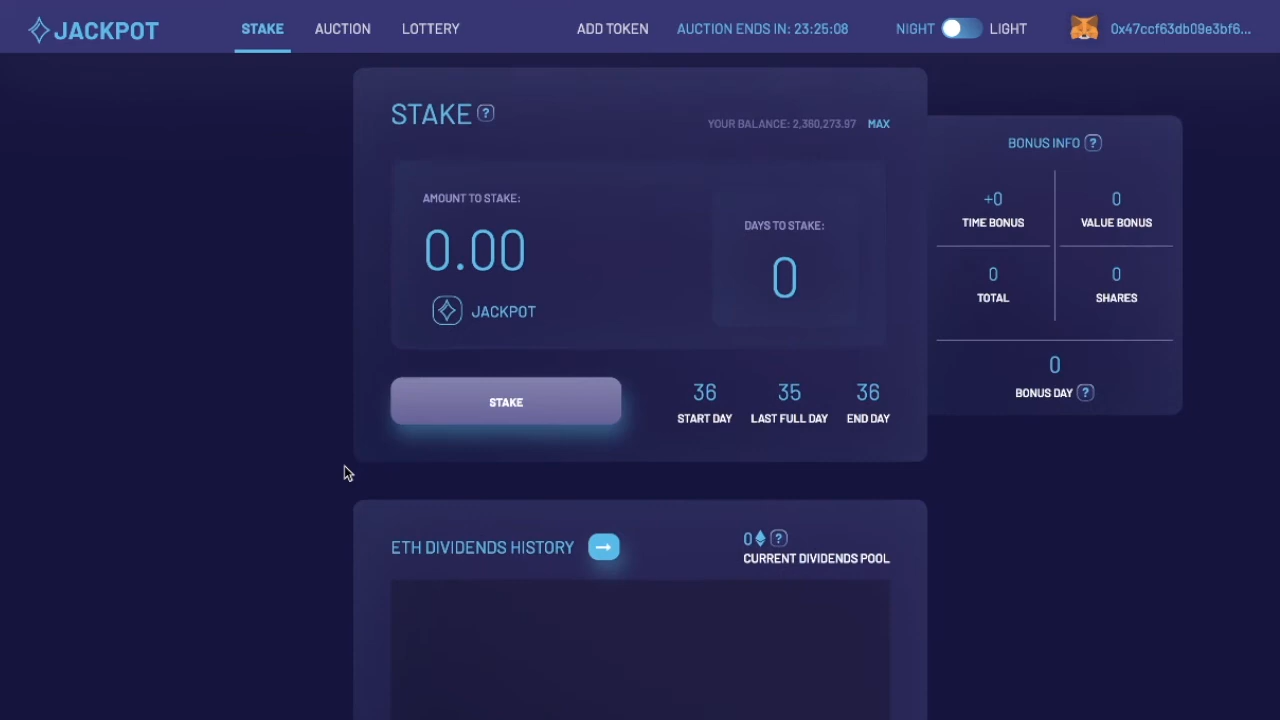 JACKPOT STAKE AUCTION LOTTERY ADD TOKEN AUCTION ENDS IN: 23:25:08 NIGHT LIGHT 0x47ccf63db09e3bf6...
STAKE ?
YOUR BALANCE: 2,360,273.97 MAX
AMOUNT TO STAKE:
0.00
JACKPOT
DAYS TO STAKE:
0
STAKE
36 35 36
START DAY LAST FULL DAY END DAY
BONUS INFO ?
+0 0
TIME BONUS VALUE BONUS
0 0
TOTAL SHARES
0
BONUS DAY ?
ETH DIVIDENDS HISTORY →
0 ?
CURRENT DIVIDENDS POOL